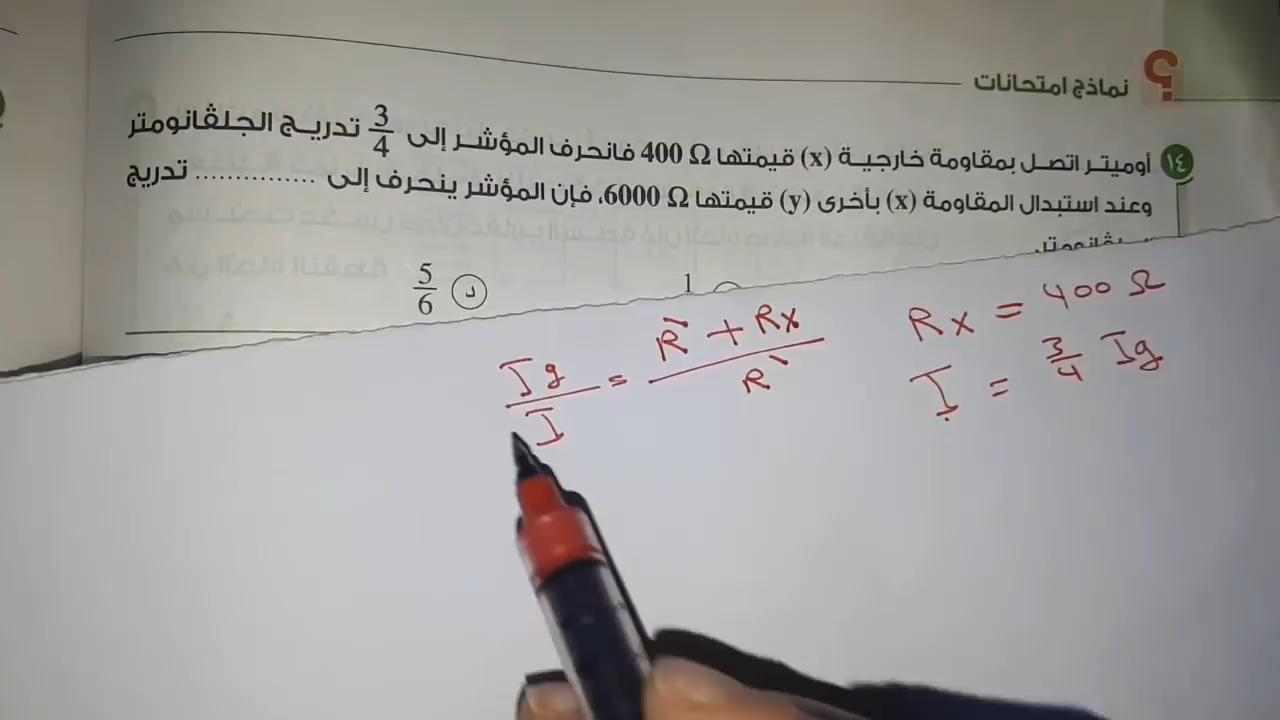 نماذج امتحانات ؟
١٤ أوميتر اتصل بمقاومة خارجية (x) قيمتها 400 Ω فانحرف المؤشر إلى 3/4 تدريج الجلڤانومتر
وعند استبدال المقاومة (x) بأخرى (y) قيمتها 6000 Ω، فإن المؤشر ينحرف إلى ............... تدريج
1
د 5/6
Ig/I = (R̀ + Rx)/R̀
Rx = 400 Ω
I = 3/4 Ig